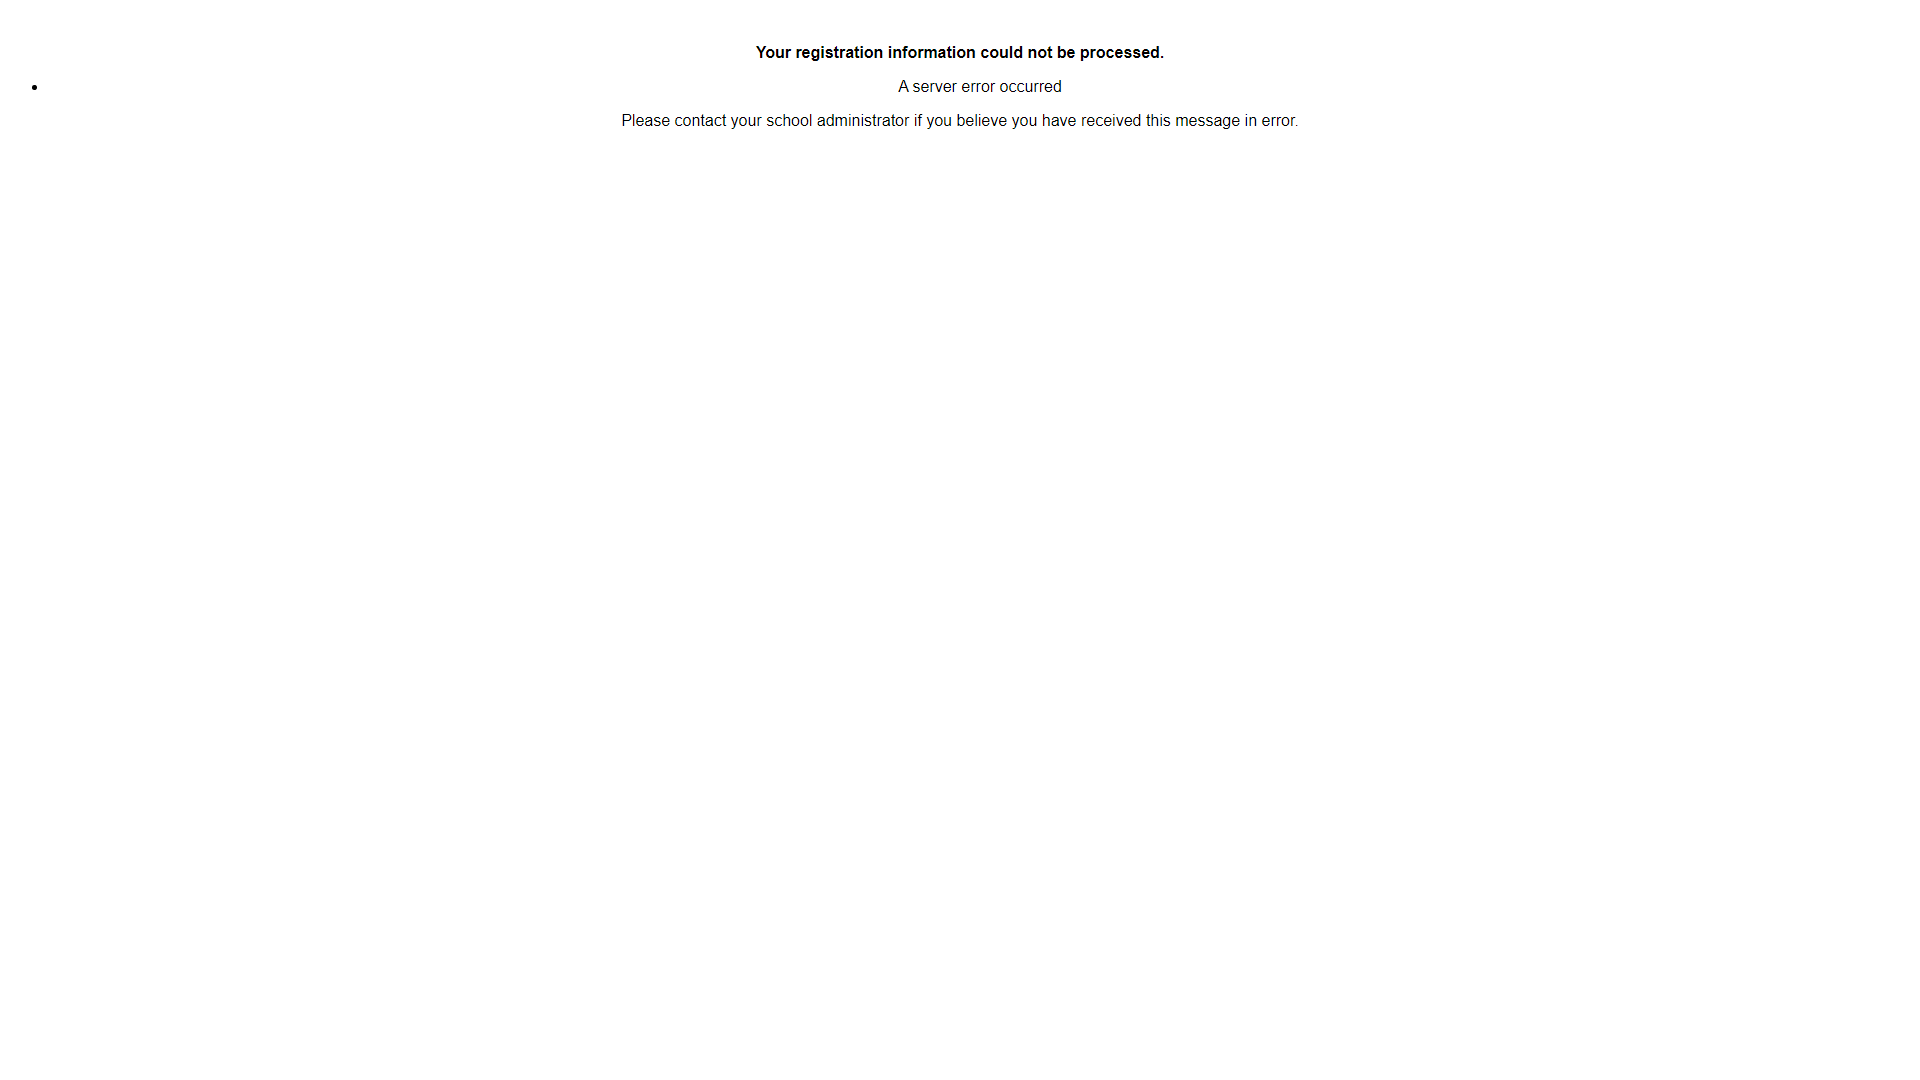 Your registration information could not be processed.
• A server error occurred
Please contact your school administrator if you believe you have received this message in error.